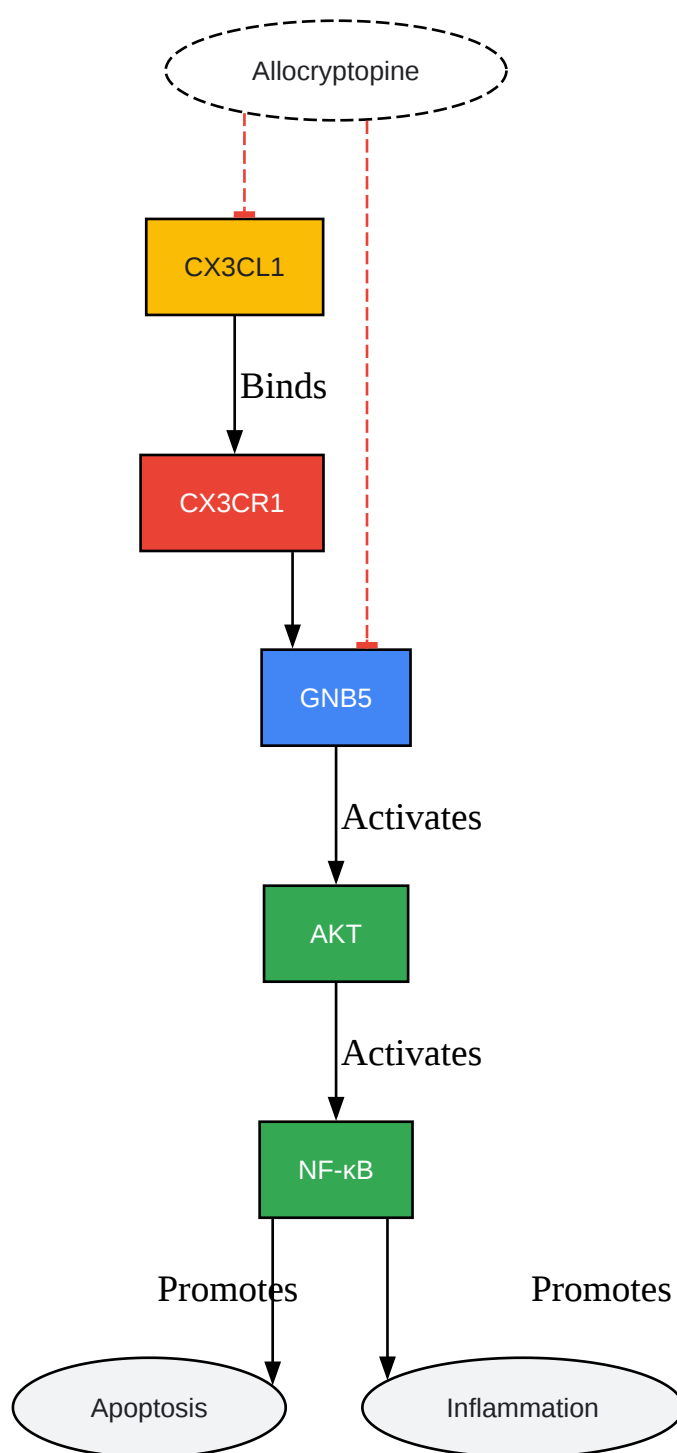 Allocryptopine
CX3CL1
Binds
CX3CR1
GNB5
Activates
AKT
Activates
NF-κB
Promotes
Promotes
Apoptosis
Inflammation